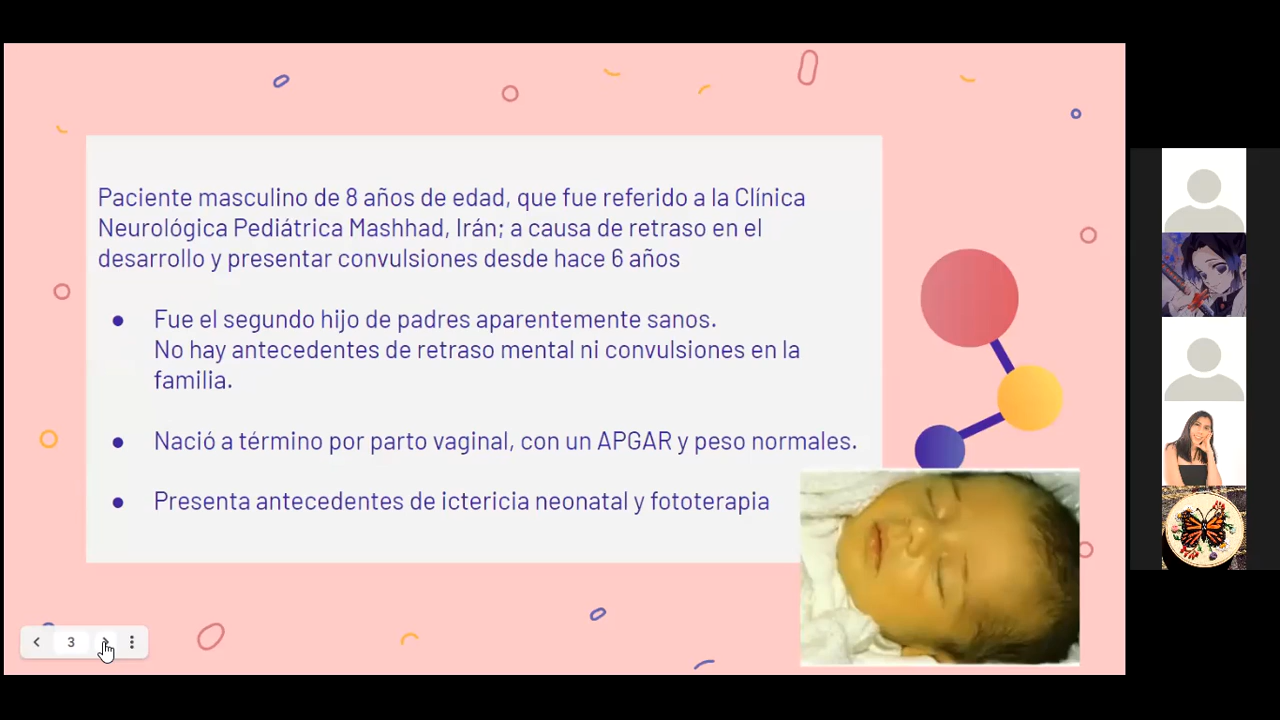 Paciente masculino de 8 años de edad, que fue referido a la Clínica
Neurológica Pediátrica Mashhad, Irán; a causa de retraso en el
desarrollo y presentar convulsiones desde hace 6 años
● Fue el segundo hijo de padres aparentemente sanos.
No hay antecedentes de retraso mental ni convulsiones en la
familia.
● Nació a término por parto vaginal, con un APGAR y peso normales.
● Presenta antecedentes de ictericia neonatal y fototerapia
3